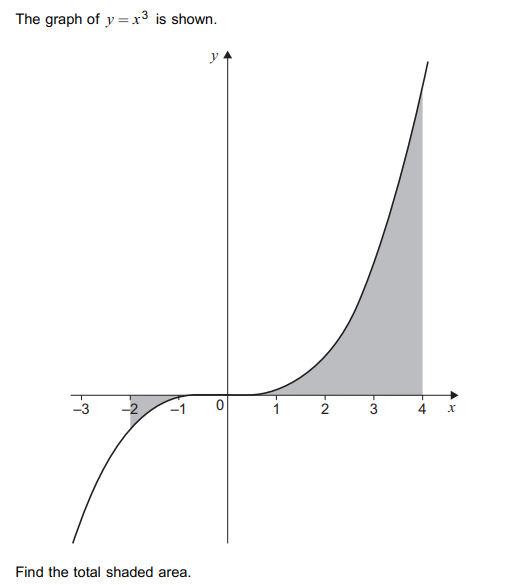 The graph of y = x³ is shown.
y
–3 –2 –1 0 1 2 3 4 x
Find the total shaded area.